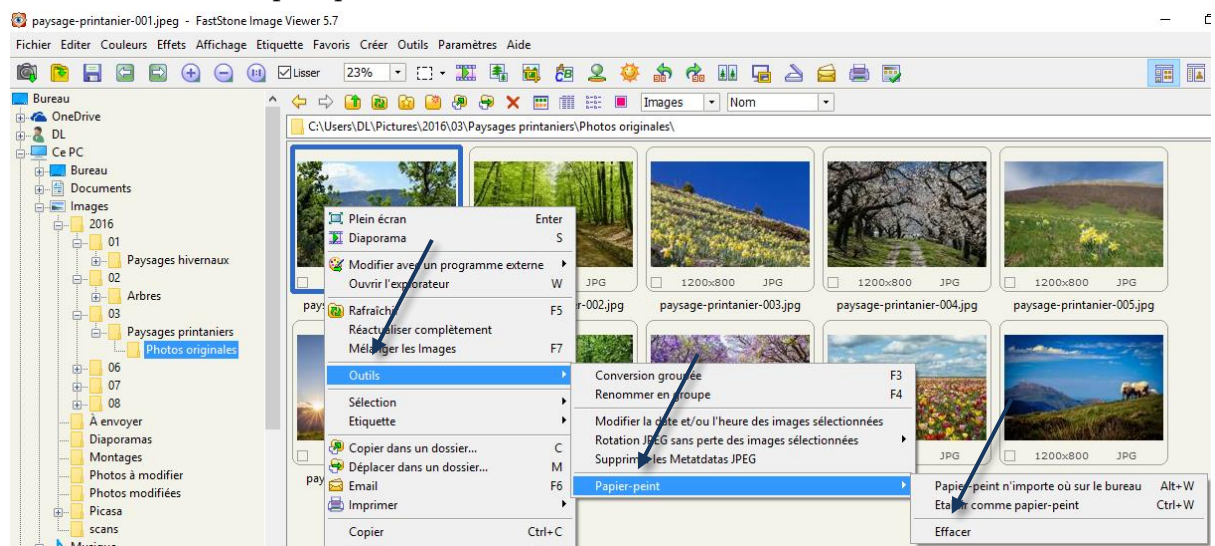 paysage-printanier-001.jpeg - FastStone Image Viewer 5.7
Fichier Editer Couleurs Effets Affichage Etiquette Favoris Créer Outils Paramètres Aide
Lisser 23%
Images Nom
C:\Users\DL\Pictures\2016\03\Paysages printaniers\Photos originales\
Bureau
OneDrive
DL
Ce PC
Bureau
Documents
Images
2016
01
Paysages hivernaux
02
Arbres
03
Paysages printaniers
Photos originales
06
07
08
À envoyer
Diaporamas
Montages
Photos à modifier
Photos modifiées
Picasa
scans
JPG
1200x800 JPG
1200x800 JPG
1200x800 JPG
paysage-printanier-003.jpg
paysage-printanier-004.jpg
paysage-printanier-005.jpg
JPG
1200x800 JPG
Plein écran Enter
Diaporama S
Modifier avec un programme externe
Ouvrir l'explorateur W
Rafraîchir F5
Réactualiser complètement
Mélanger les Images F7
Outils
Sélection
Etiquette
Copier dans un dossier... C
Déplacer dans un dossier... M
Email F6
Imprimer
Copier Ctrl+C
Conversion groupée F3
Renommer en groupe F4
Modifier la date et/ou l'heure des images sélectionnées
Rotation JPEG sans perte des images sélectionnées
Supprimer les Metatdatas JPEG
Papier-peint
Papier-peint n'importe où sur le bureau Alt+W
Etablir comme papier-peint Ctrl+W
Effacer